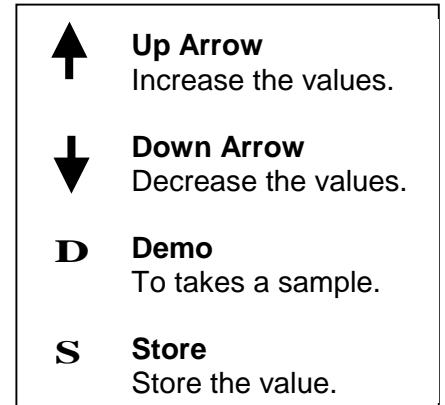 Up Arrow
Increase the values.
Down Arrow
Decrease the values.
D Demo
To takes a sample.
S Store
Store the value.